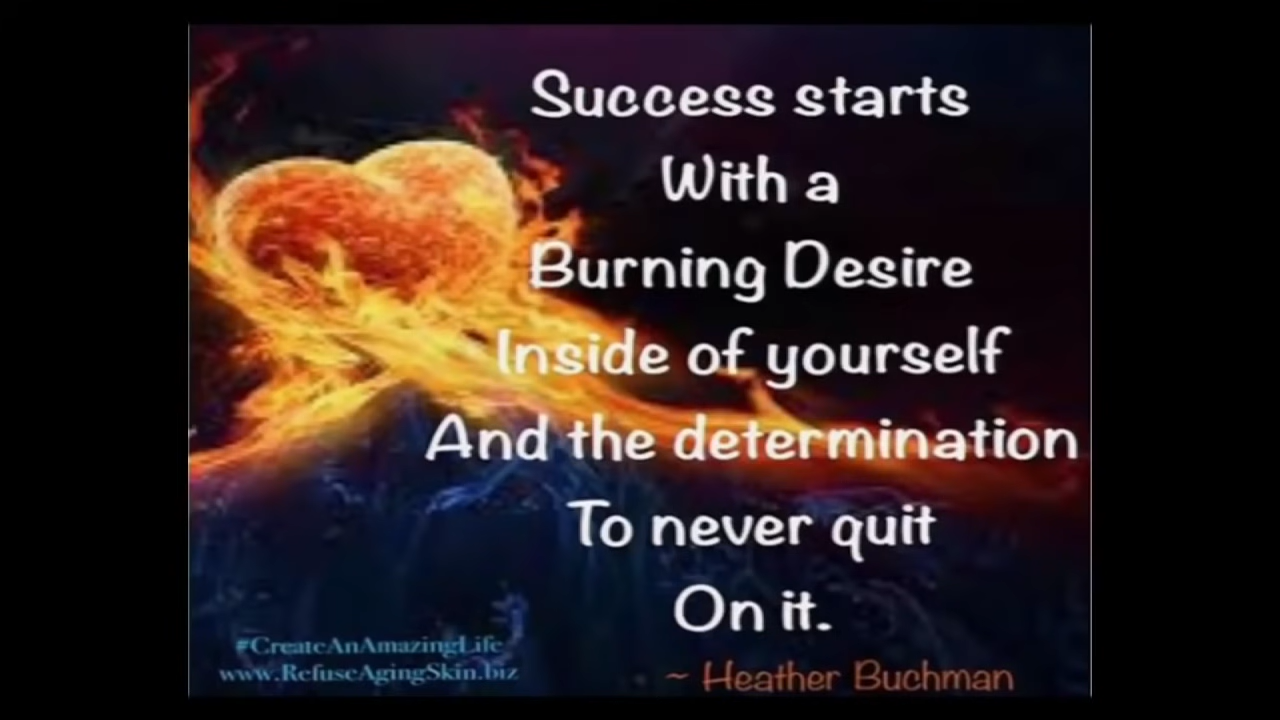 Success starts
With a
Burning Desire
Inside of yourself
And the determination
To never quit
On it.
~ Heather Buchman
#CreateAnAmazingLife
www.RefuseAgingSkin.biz